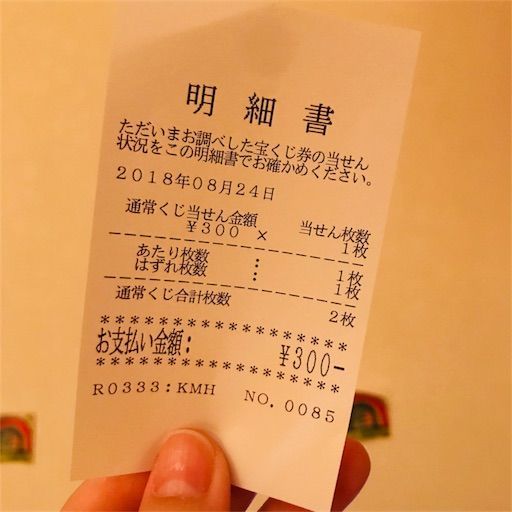 明細書
ただいまお調べした宝くじ券の当せん
状況をこの明細書でお確かめください。
2018年08月24日
通常くじ当せん金額 当せん枚数
¥300 × 1枚
あたり枚数 : 1枚
はずれ枚数 : 1枚
通常くじ合計枚数 2枚
******************
お支払い金額: ¥300-
******************
R0333:KMH NO.0085